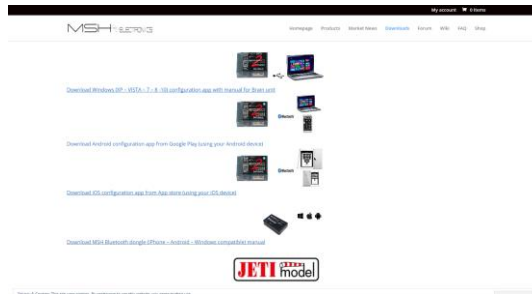 My account 0 Items
MSH ELECTRONICS
Homepage Products Market News Downloads Forum Wiki FAQ Shop
Download Windows (XP – VISTA – 7 – 8 -10) configuration app with manual for Brain unit
Bluetooth
Download Android configuration app from Google Play (using your Android device)
Bluetooth
Download iOS configuration app from App store (using your iOS device)
Download MSH Bluetooth dongle (iPhone – Android – Windows compatible) manual
JETI model